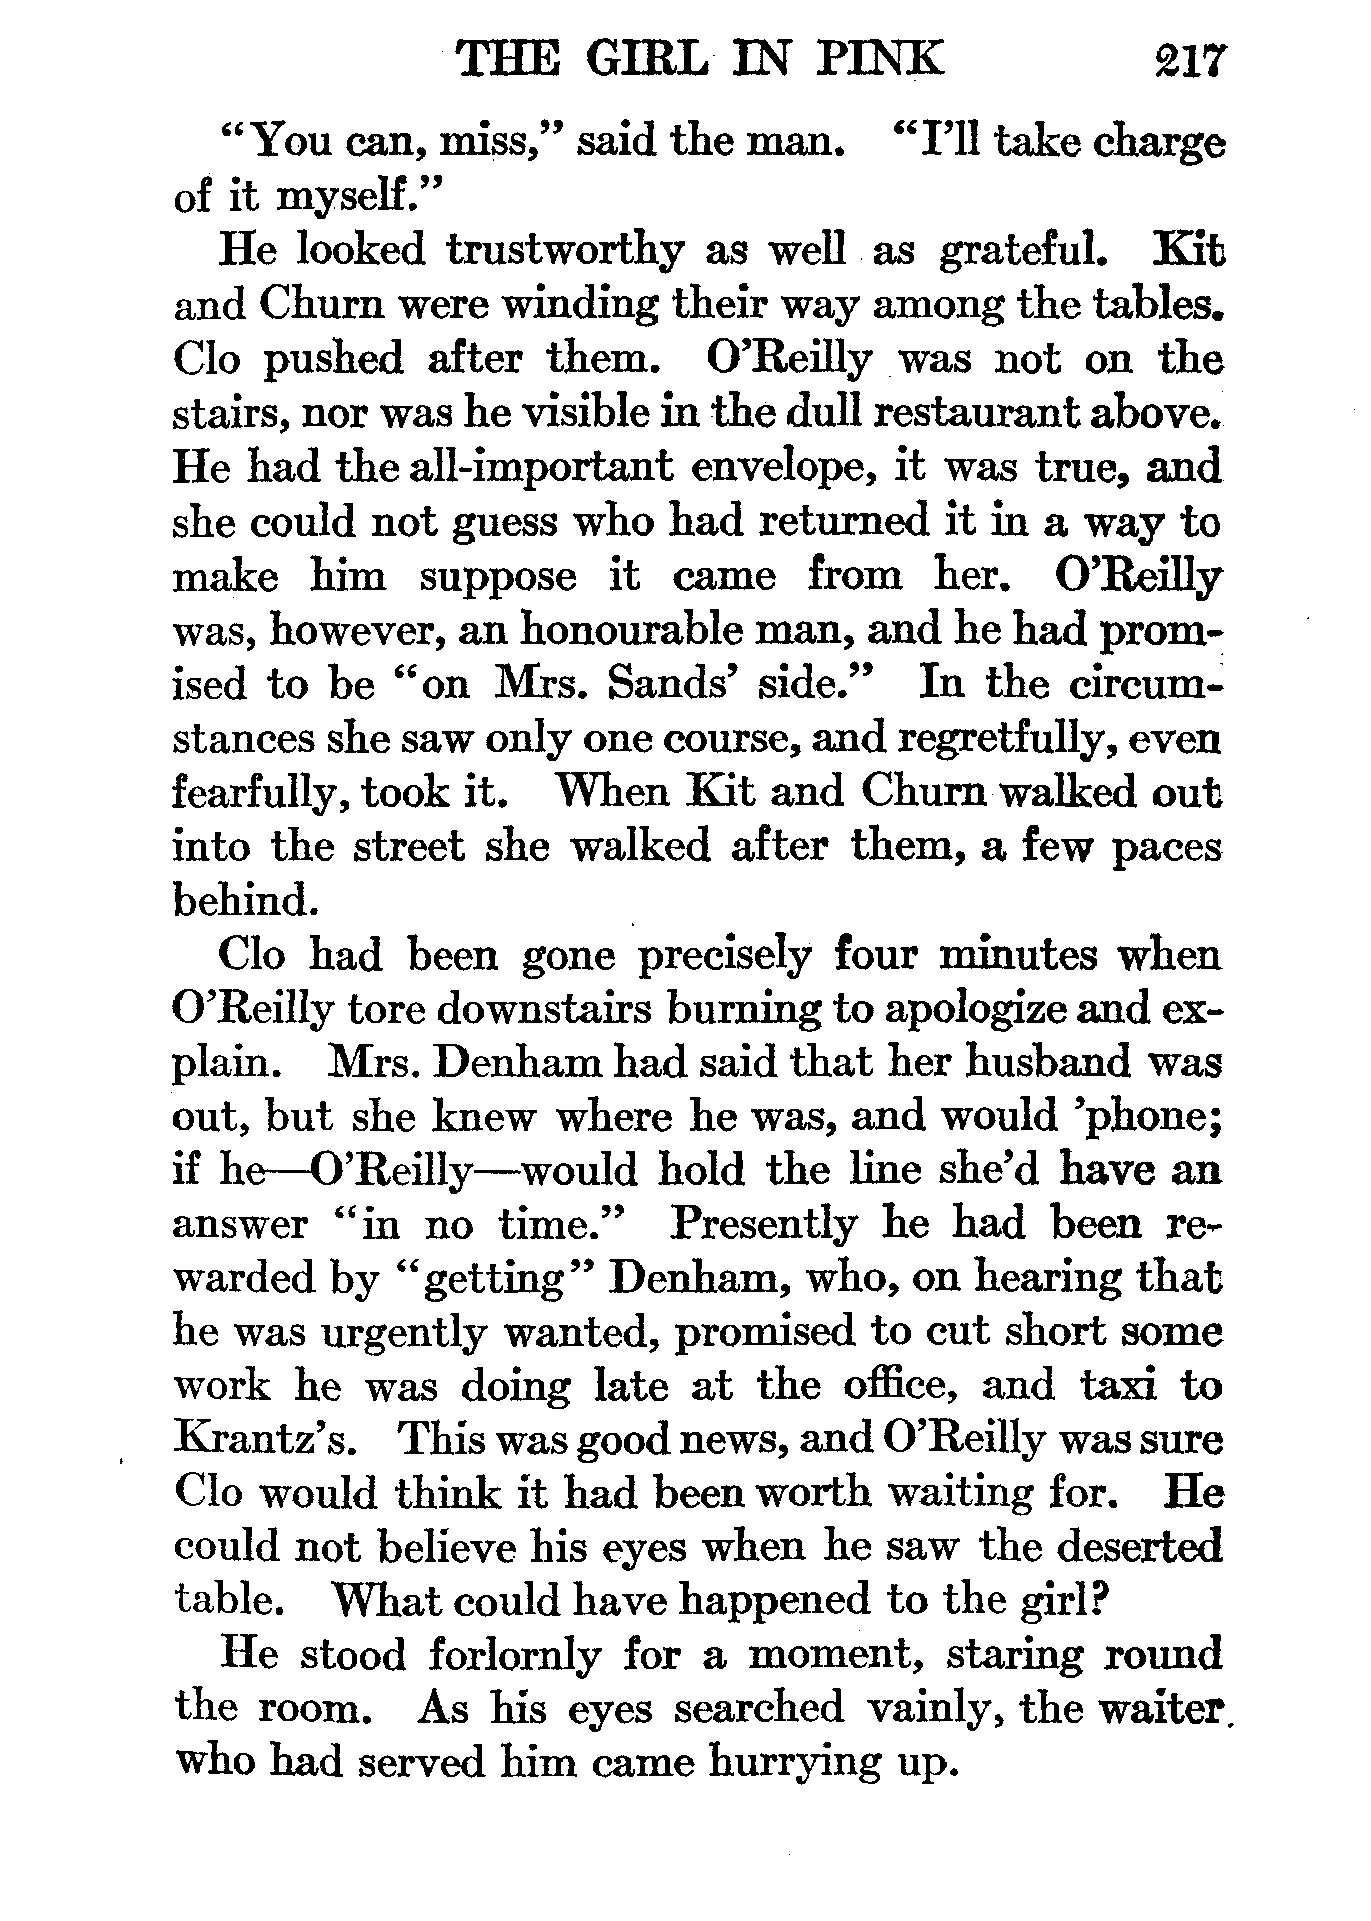 THE GIRL IN PINK 217
"You can, miss," said the man. "I'll take charge
of it myself."
He looked trustworthy as well as grateful. Kit
and Churn were winding their way among the tables.
Clo pushed after them. O'Reilly was not on the
stairs, nor was he visible in the dull restaurant above.
He had the all-important envelope, it was true, and
she could not guess who had returned it in a way to
make him suppose it came from her. O'Reilly
was, however, an honourable man, and he had prom-
ised to be "on Mrs. Sands' side." In the circum-
stances she saw only one course, and regretfully, even
fearfully, took it. When Kit and Churn walked out
into the street she walked after them, a few paces
behind.
Clo had been gone precisely four minutes when
O'Reilly tore downstairs burning to apologize and ex-
plain. Mrs. Denham had said that her husband was
out, but she knew where he was, and would 'phone;
if he—O'Reilly—would hold the line she'd have an
answer "in no time." Presently he had been re-
warded by "getting" Denham, who, on hearing that
he was urgently wanted, promised to cut short some
work he was doing late at the office, and taxi to
Krantz's. This was good news, and O'Reilly was sure
Clo would think it had been worth waiting for. He
could not believe his eyes when he saw the deserted
table. What could have happened to the girl?
He stood forlornly for a moment, staring round
the room. As his eyes searched vainly, the waiter
who had served him came hurrying up.